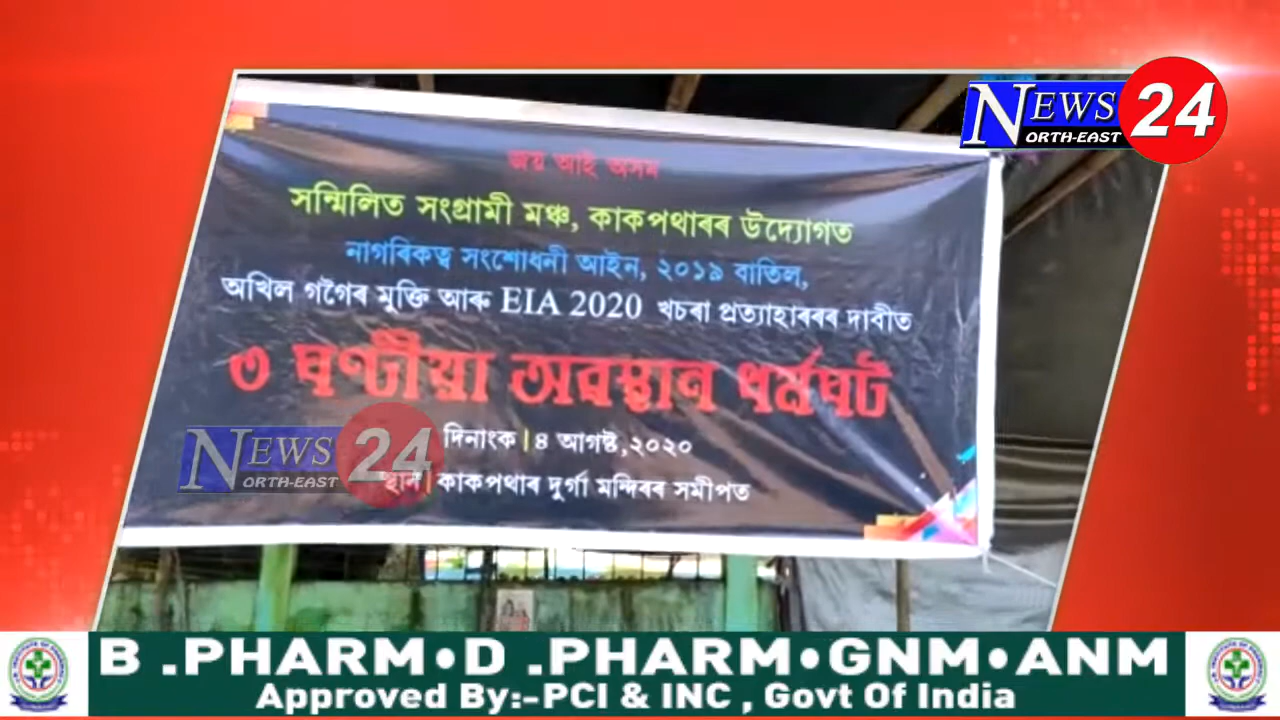 NEWS 24
NORTH-EAST
জয় আই অসম
সন্মিলিত সংগ্ৰামী মঞ্চ, কাকপথাৰৰ উদ্যোগত
নাগৰিকত্ব সংশোধনী আইন, ২০১৯ বাতিল,
অখিল গগৈৰ মুক্তি আৰু EIA 2020 খচৰা প্ৰত্যাহাৰৰ দাবীত
৩ ঘণ্টীয়া অৱস্থান ধৰ্মঘট
দিনাংক | ৪ আগষ্ট,২০২০
স্থান | কাকপথাৰ দুৰ্গা মন্দিৰৰ সমীপত
NEWS 24
NORTH-EAST
B .PHARM•D .PHARM•GNM•ANM
Approved By:-PCI & INC , Govt Of India